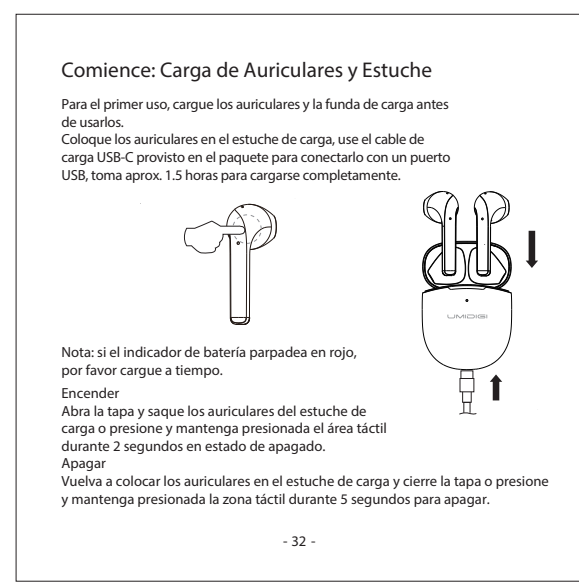 Comience: Carga de Auriculares y Estuche
Para el primer uso, cargue los auriculares y la funda de carga antes
de usarlos.
Coloque los auriculares en el estuche de carga, use el cable de
carga USB-C provisto en el paquete para conectarlo con un puerto
USB, toma aprox. 1.5 horas para cargarse completamente.
UMIDIGI
Nota: si el indicador de batería parpadea en rojo,
por favor cargue a tiempo.
Encender
Abra la tapa y saque los auriculares del estuche de
carga o presione y mantenga presionada el área táctil
durante 2 segundos en estado de apagado.
Apagar
Vuelva a colocar los auriculares en el estuche de carga y cierre la tapa o presione
y mantenga presionada la zona táctil durante 5 segundos para apagar.
- 32 -